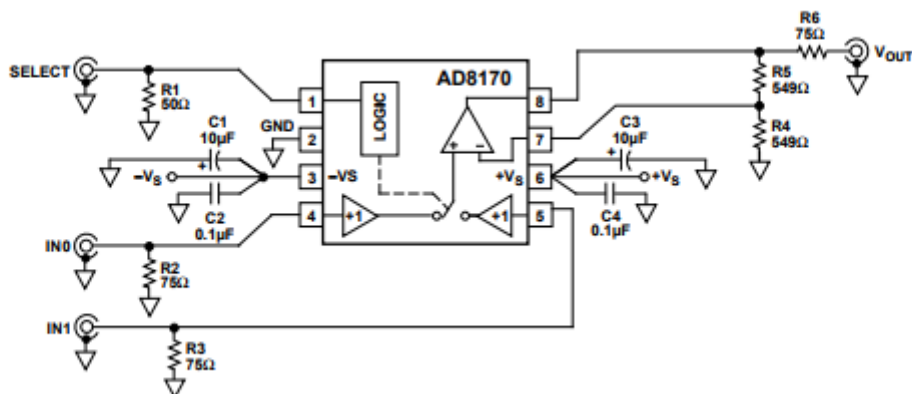 SELECT
R1
50Ω
C1
10µF
+
GND
–VS
C2
0.1µF
IN0
R2
75Ω
IN1
R3
75Ω
AD8170
LOGIC
1
2
3
4
–VS
+1
+
–
+VS
+1
8
7
6
5
C3
10µF
+
+VS
C4
0.1µF
R6
75Ω
VOUT
R5
549Ω
R4
549Ω